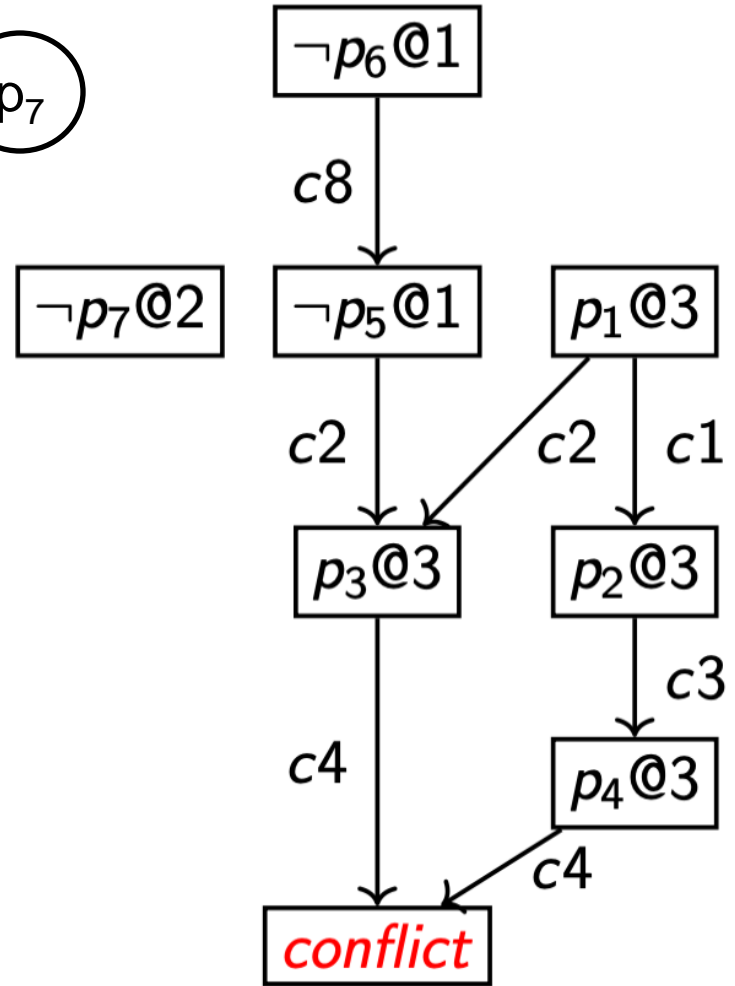 ¬p₆@1
p₇
c8
¬p₇@2
¬p₅@1
p₁@3
c2
c2
c1
p₃@3
p₂@3
c3
c4
p₄@3
c4
conflict